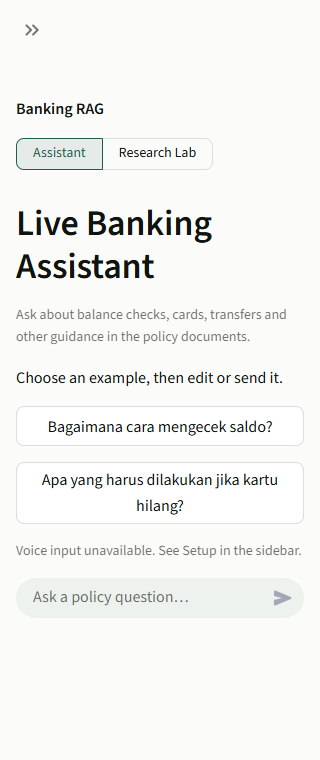 Banking RAG
Assistant
Research Lab
Live Banking
Assistant
Ask about balance checks, cards, transfers and
other guidance in the policy documents.
Choose an example, then edit or send it.
Bagaimana cara mengecek saldo?
Apa yang harus dilakukan jika kartu
hilang?
Voice input unavailable. See Setup in the sidebar.
Ask a policy question…